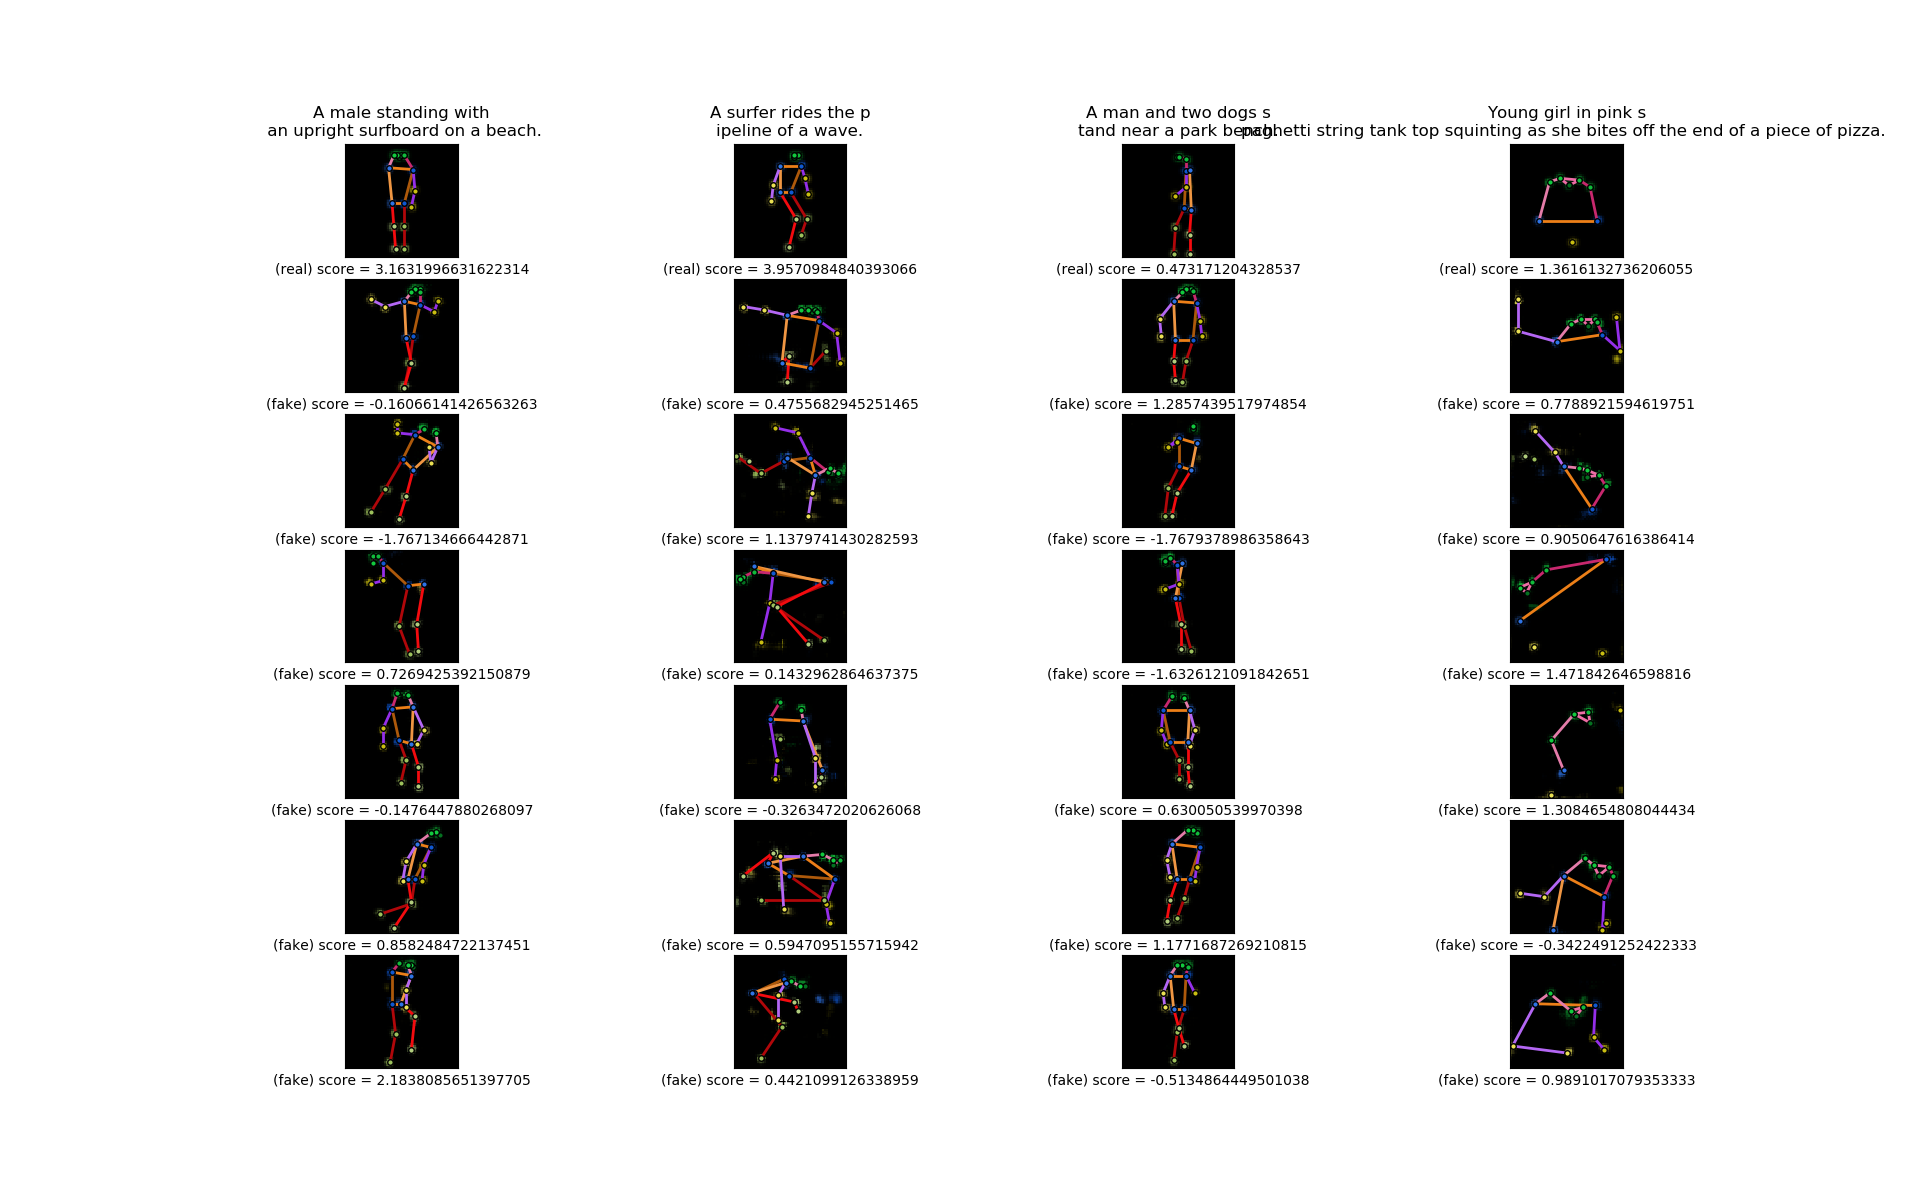 A male standing with
an upright surfboard on a beach.
A surfer rides the p
ipeline of a wave.
A man and two dogs s
tand near a park bench.
Young girl in pink s
paghetti string tank top squinting as she bites off the end of a piece of pizza.
(real) score = 3.1631996631622314
(real) score = 3.9570984840393066
(real) score = 0.473171204328537
(real) score = 1.3616132736206055
(fake) score = -0.16066141426563263
(fake) score = 0.4755682945251465
(fake) score = 1.2857439517974854
(fake) score = 0.7788921594619751
(fake) score = -1.767134666442871
(fake) score = 1.1379741430282593
(fake) score = -1.7679378986358643
(fake) score = 0.9050647616386414
(fake) score = 0.7269425392150879
(fake) score = 0.1432962864637375
(fake) score = -1.6326121091842651
(fake) score = 1.471842646598816
(fake) score = -0.1476447880268097
(fake) score = -0.3263472020626068
(fake) score = 0.630050539970398
(fake) score = 1.3084654808044434
(fake) score = 0.8582484722137451
(fake) score = 0.5947095155715942
(fake) score = 1.1771687269210815
(fake) score = -0.3422491252422333
(fake) score = 2.1838085651397705
(fake) score = 0.4421099126338959
(fake) score = -0.5134864449501038
(fake) score = 0.9891017079353333